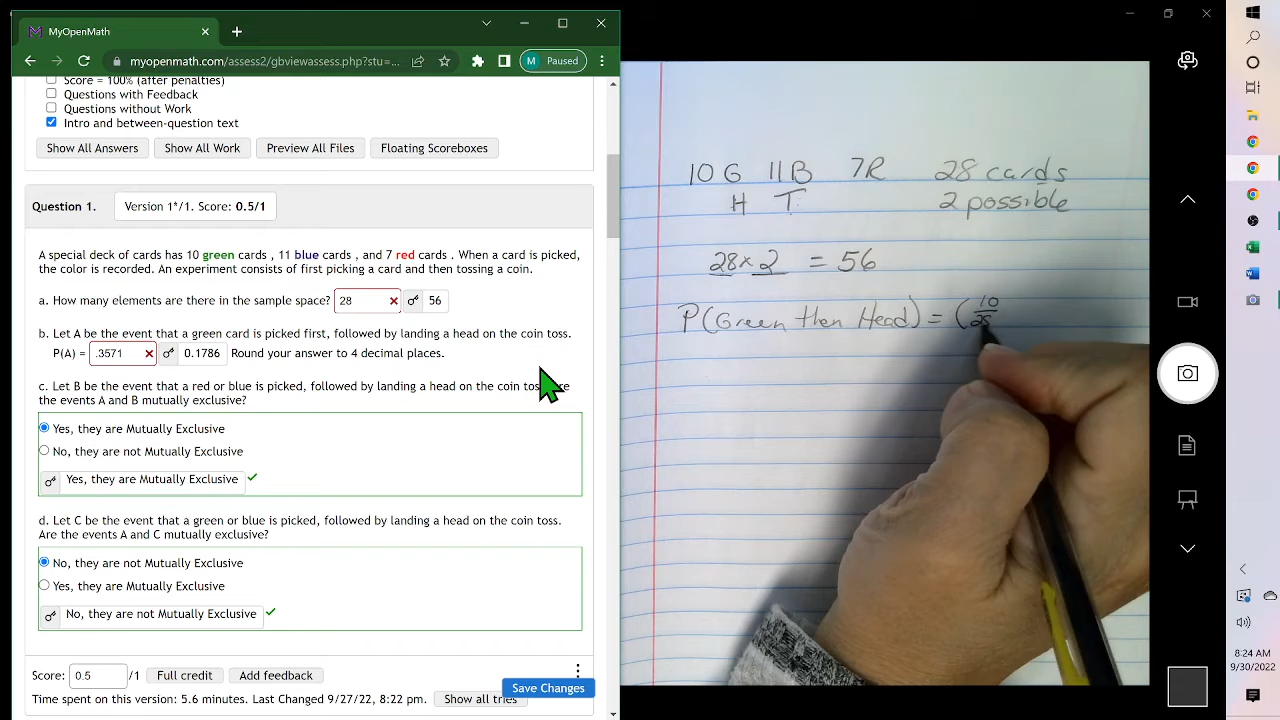 MyOpenMath
myopenmath.com/assess2/gbviewassess.php?stu=...
M Paused
Score = 100% (after penalties)
Questions with Feedback
Questions without Work
Intro and between-question text
Show All Answers
Show All Work
Preview All Files
Floating Scoreboxes
Question 1
Version 1*/1. Score: 0.5/1
A special deck of cards has 10 green cards , 11 blue cards , and 7 red cards . When a card is picked,
the color is recorded. An experiment consists of first picking a card and then tossing a coin.
a. How many elements are there in the sample space? 28 56
b. Let A be the event that a green card is picked first, followed by landing a head on the coin toss.
P(A) = .3571 0.1786 Round your answer to 4 decimal places.
c. Let B be the event that a red or blue is picked, followed by landing a head on the coin
the events A and B mutually exclusive?
Yes, they are Mutually Exclusive
No, they are not Mutually Exclusive
Yes, they are Mutually Exclusive
d. Let C be the event that a green or blue is picked, followed by landing a head on the coin toss.
Are the events A and C mutually exclusive?
No, they are not Mutually Exclusive
Yes, they are Mutually Exclusive
No, they are not Mutually Exclusive
Score: 0.5 /1 Full credit Add feedback
Save Changes
Time spent on this version: 5.6 minutes. Last Changed 9/27/22, 8:22 pm. Show all tries
10 G 11B 7R 28 cards
H T 2 possible
28 × 2 = 56
P(Green then Head) = (10/28
8:24 AM
9/30/2022